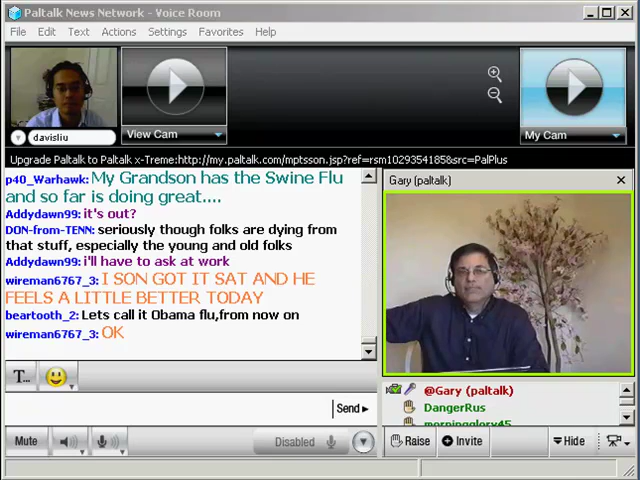 Paltalk News Network - Voice Room
File Edit Text Actions Settings Favorites Help
davisliu
View Cam
My Cam
Upgrade Paltalk to Paltalk x-Treme:http://my.paltalk.com/mptsson.jsp?ref=rsm1029354185&src=PalPlus
p40_Warhawk: My Grandson has the Swine Flu
and so far is doing great....
Addydawn99: it's out?
DON-from-TENN: seriously though folks are dying from
that stuff, especially the young and old folks
Addydawn99: i'll have to ask at work
wireman6767_3: I SON GOT IT SAT AND HE
FEELS A LITTLE BETTER TODAY
beartooth_2: Lets call it Obama flu,from now on
wireman6767_3: OK
Gary (paltalk)
T...
Send
@Gary (paltalk)
DangerRus
morningglory45
Mute
Disabled
Raise
Invite
Hide